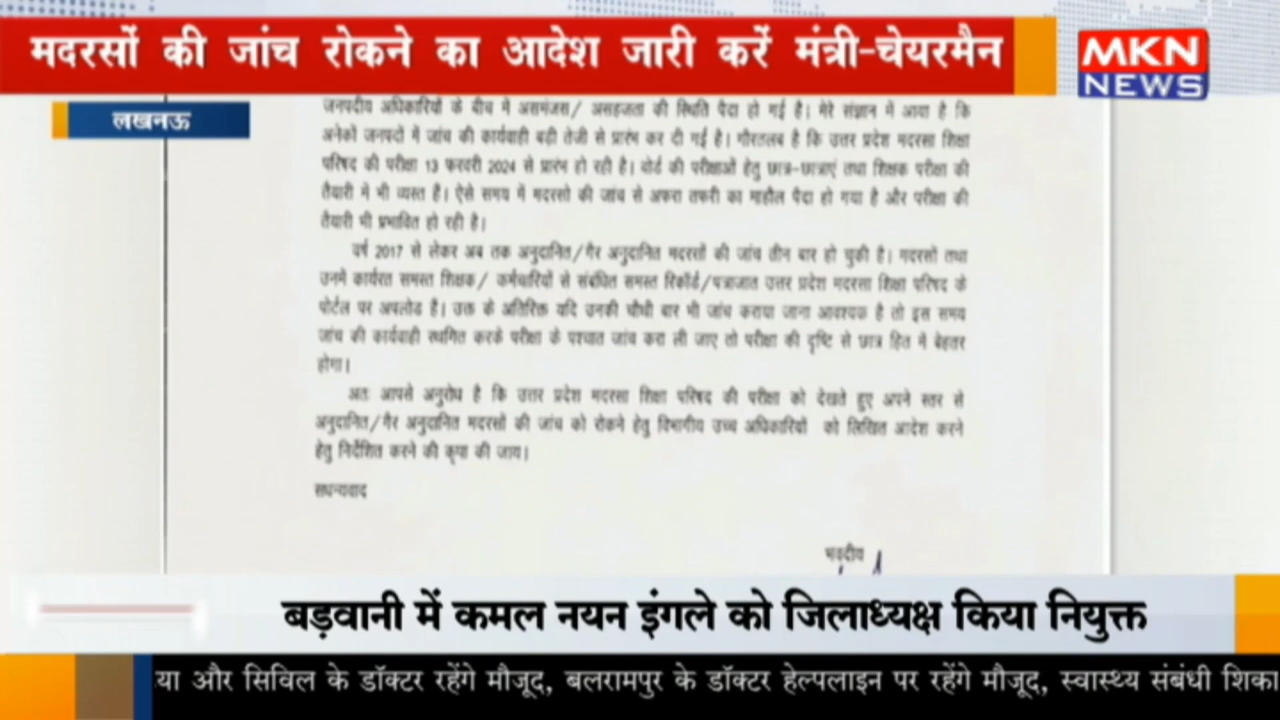 मदरसों की जांच रोकने का आदेश जारी करें मंत्री-चेयरमैन
MKN
NEWS
लखनऊ
जनपदीय अधिकारियों के बीच में असमंजस/ असहजता की स्थिति पैदा हो गई है। मेरे संज्ञान में आया है कि
अनेकों जनपदों में जांच की कार्यवाही बढ़ी तेजी से प्रारंभ कर दी गई है। गौरतलब है कि उत्तर प्रदेश मदरसा शिक्षा
परिषद की परीक्षा 13 फरवरी 2024 से प्रारंभ हो रही है। बोर्ड की परीक्षाओं हेतु छात्र-छात्राएं तथा शिक्षक परीक्षा की
तैयारी में भी व्यस्त हैं। ऐसे समय में मदरसो की जांच से अफरा तफरी का माहौल पैदा हो गया है और परीक्षा की
तैयारी भी प्रभावित हो रही है।
वर्ष 2017 से लेकर अब तक अनुदानित/गैर अनुदानित मदरसों की जांच तीन बार हो चुकी है। मदरसों तथा
उनमें कार्यरत समस्त शिक्षक/ कर्मचारियों से संबंधित समस्त रिकॉर्ड/पत्राजात उत्तर प्रदेश मदरसा शिक्षा परिषद के
पोर्टल पर अपलोड हैं। उक्त के अतिरिक्त यदि उनकी चौथी बार भी जांच कराया जाना आवश्यक है तो इस समय
जांच की कार्यवाही स्थगित करके परीक्षा के पश्चात जांच करा ली जाए तो परीक्षा की दृष्टि से छात्र हित में बेहतर
होगा।
अतः आपसे अनुरोध है कि उत्तर प्रदेश मदरसा शिक्षा परिषद की परीक्षा को देखते हुए अपने स्तर से
अनुदानित/गैर अनुदानित मदरसों की जांच को रोकने हेतु विभागीय उच्च अधिकारियों को लिखित आदेश करने
हेतु निर्देशित करने की कृपा की जाय।
सधन्यवाद
भवदीय
बड़वानी में कमल नयन इंगले को जिलाध्यक्ष किया नियुक्त
या और सिविल के डॉक्टर रहेंगे मौजूद, बलरामपुर के डॉक्टर हेल्पलाइन पर रहेंगे मौजूद, स्वास्थ्य संबंधी शिका